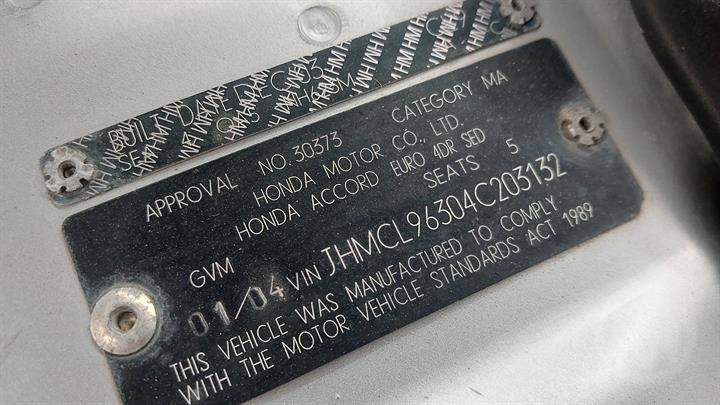 APPROVAL NO. 30373 CATEGORY MA
HONDA MOTOR CO., LTD.
HONDA ACCORD EURO 4DR SED
SEATS 5
GVM
01/04 VIN JHMCL96304C203132
THIS VEHICLE WAS MANUFACTURED TO COMPLY
WITH THE MOTOR VEHICLE STANDARDS ACT 1989